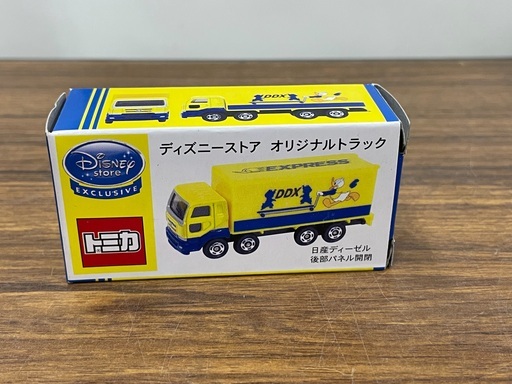 DDX
ディズニーストア オリジナルトラック
Disney
store
EXCLUSIVE
EXPRESS
DDX
トミカ
日産ディーゼル
後部パネル開閉